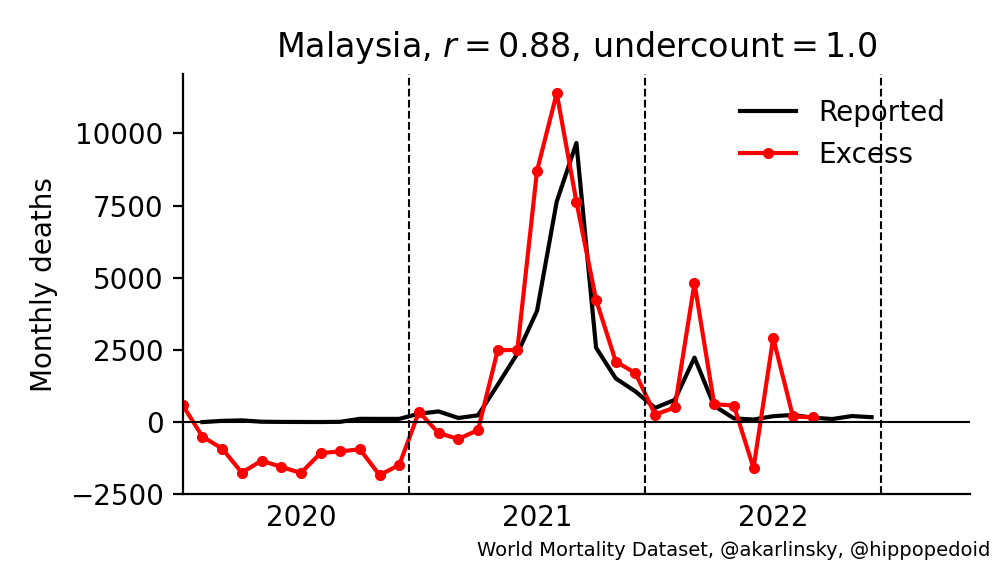 Malaysia, r = 0.88, undercount = 1.0
Monthly deaths
10000
7500
5000
2500
0
−2500
Reported
Excess
2020 2021 2022
World Mortality Dataset, @akarlinsky, @hippopedoid